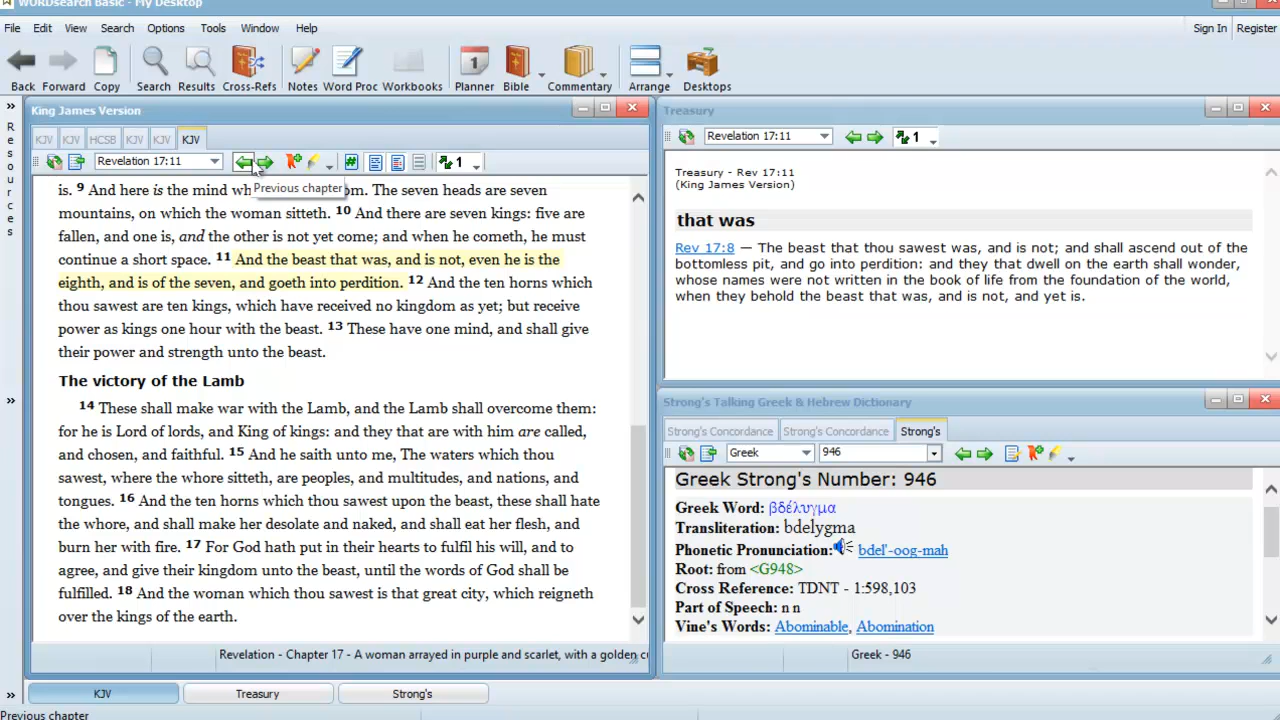 WORDsearch Basic - My Desktop
File Edit View Search Options Tools Window Help
Sign In Register
Back Forward Copy Search Results Cross-Refs Notes Word Proc Workbooks Planner Bible Commentary Arrange Desktops
»
Resources
»
»
King James Version
KJV KJV HCSB KJV KJV KJV
Revelation 17:11
1
Previous chapter
is. 9 And here is the mind wh om. The seven heads are seven
mountains, on which the woman sitteth. 10 And there are seven kings: five are
fallen, and one is, and the other is not yet come; and when he cometh, he must
continue a short space. 11 And the beast that was, and is not, even he is the
eighth, and is of the seven, and goeth into perdition. 12 And the ten horns which
thou sawest are ten kings, which have received no kingdom as yet; but receive
power as kings one hour with the beast. 13 These have one mind, and shall give
their power and strength unto the beast.
The victory of the Lamb
14 These shall make war with the Lamb, and the Lamb shall overcome them:
for he is Lord of lords, and King of kings: and they that are with him are called,
and chosen, and faithful. 15 And he saith unto me, The waters which thou
sawest, where the whore sitteth, are peoples, and multitudes, and nations, and
tongues. 16 And the ten horns which thou sawest upon the beast, these shall hate
the whore, and shall make her desolate and naked, and shall eat her flesh, and
burn her with fire. 17 For God hath put in their hearts to fulfil his will, and to
agree, and give their kingdom unto the beast, until the words of God shall be
fulfilled. 18 And the woman which thou sawest is that great city, which reigneth
over the kings of the earth.
Revelation - Chapter 17 - A woman arrayed in purple and scarlet, with a golden c
Treasury
Revelation 17:11
1
Treasury - Rev 17:11
(King James Version)
that was
Rev 17:8 — The beast that thou sawest was, and is not; and shall ascend out of the
bottomless pit, and go into perdition: and they that dwell on the earth shall wonder,
whose names were not written in the book of life from the foundation of the world,
when they behold the beast that was, and is not, and yet is.
Strong's Talking Greek & Hebrew Dictionary
Strong's Concordance Strong's Concordance Strong's
Greek 946
Greek Strong's Number: 946
Greek Word: βδέλυγμα
Transliteration: bdelygma
Phonetic Pronunciation: bdel'-oog-mah
Root: from <G948>
Cross Reference: TDNT - 1:598,103
Part of Speech: n n
Vine's Words: Abominable, Abomination
Greek - 946
KJV Treasury Strong's
Previous chapter